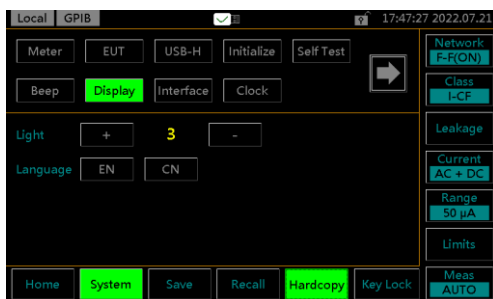 Local GPIB 17:47:27 2022.07.21
Meter EUT USB-H Initialize Self Test
Beep Display Interface Clock
Light + 3 -
Language EN CN
Network
F-F(ON)
Class
I-CF
Leakage
Current
AC + DC
Range
50 μA
Limits
Meas
AUTO
Home System Save Recall Hardcopy Key Lock